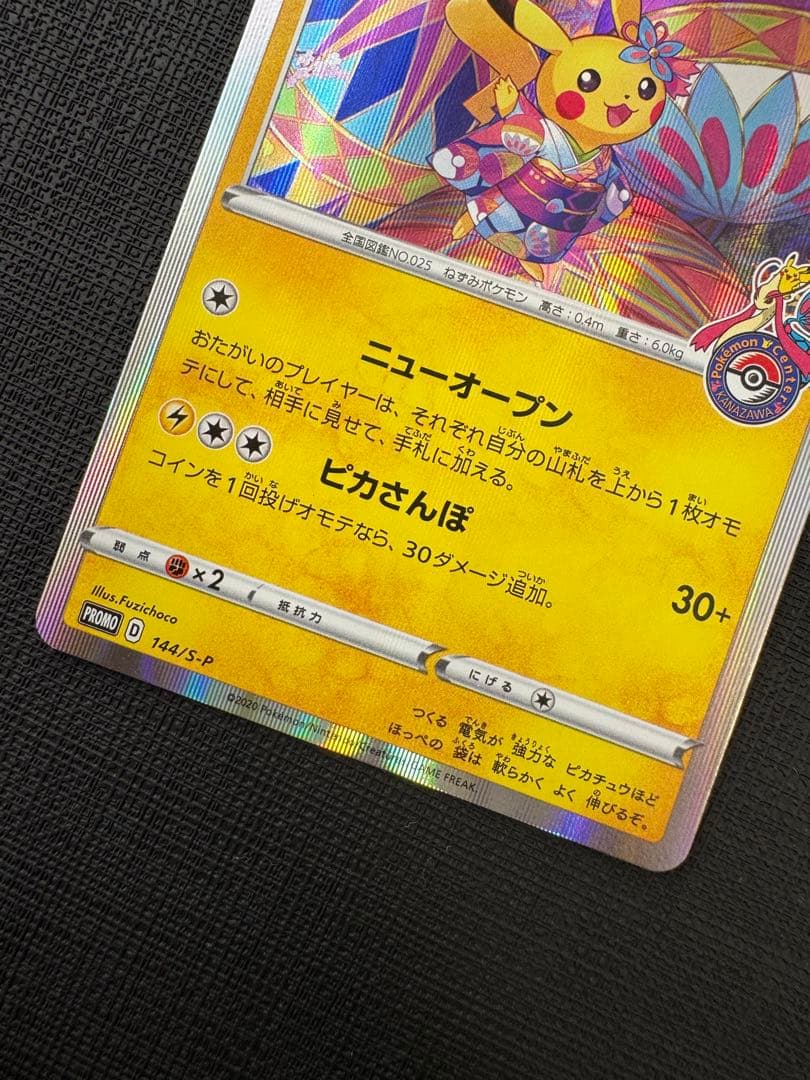 全国図鑑NO.025 ねずみポケモン 高さ:0.4m 重さ:6.0kg
Pokémon Center
KANAZAWA
ニューオープン
おたがいのプレイヤーは、それぞれ自分の山札を上から1枚オモ
テにして、相手に見せて、手札に加える。
ピカさんぽ 30+
コインを1回投げオモテなら、30ダメージ追加。
弱点 ×2 抵抗力 にげる
Illus.Fuzichoco
PROMO D 144/S-P
つくる 電気が 強力な ピカチュウほど
ほっぺの 袋は 軟らかく よく 伸びるぞ。
©2020 Pokémon/Nintendo/Creatures/GAME FREAK.